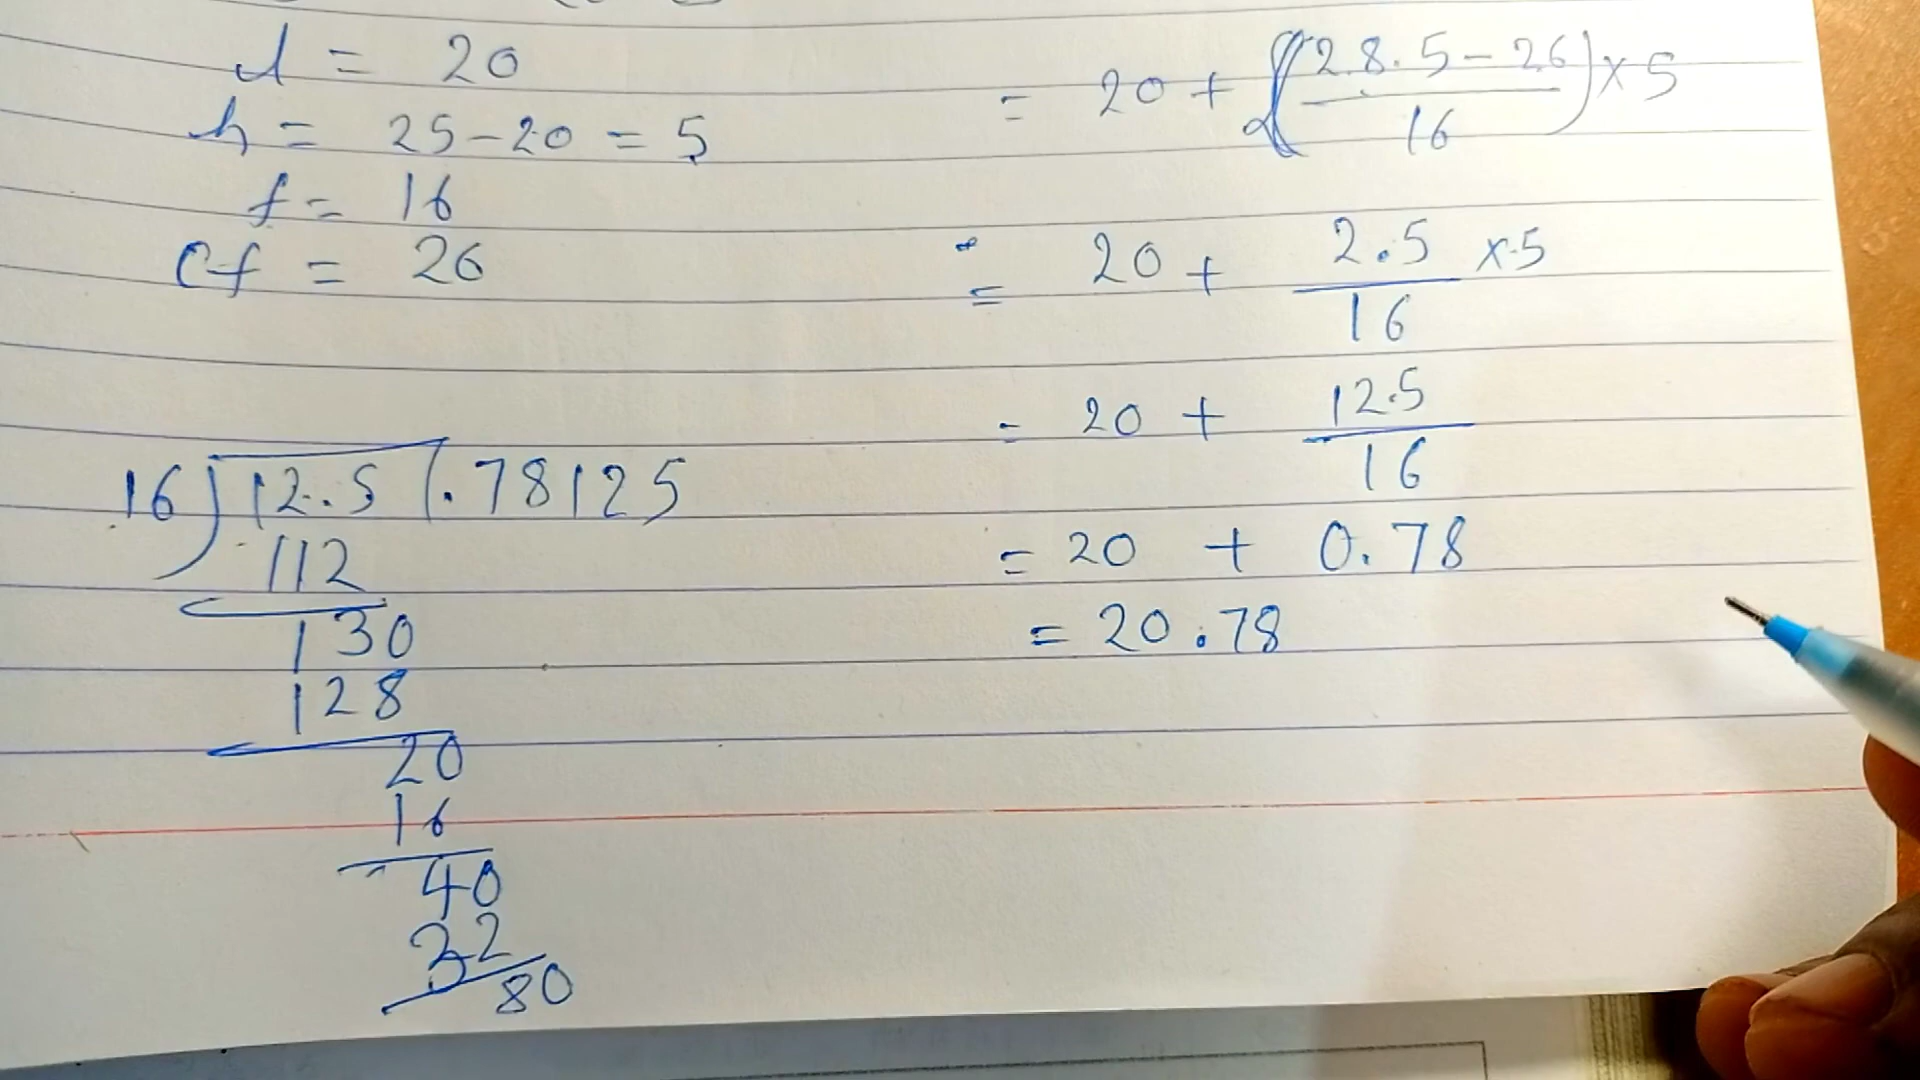 l = 20
h = 25-20 = 5
f = 16
cf = 26
16)12.5(.78125
112
130
128
20
16
40
32
80
= 20 + ((28.5-26)/16)×5
= 20 + 2.5/16 ×5
= 20 + 12.5/16
= 20 + 0.78
= 20.78